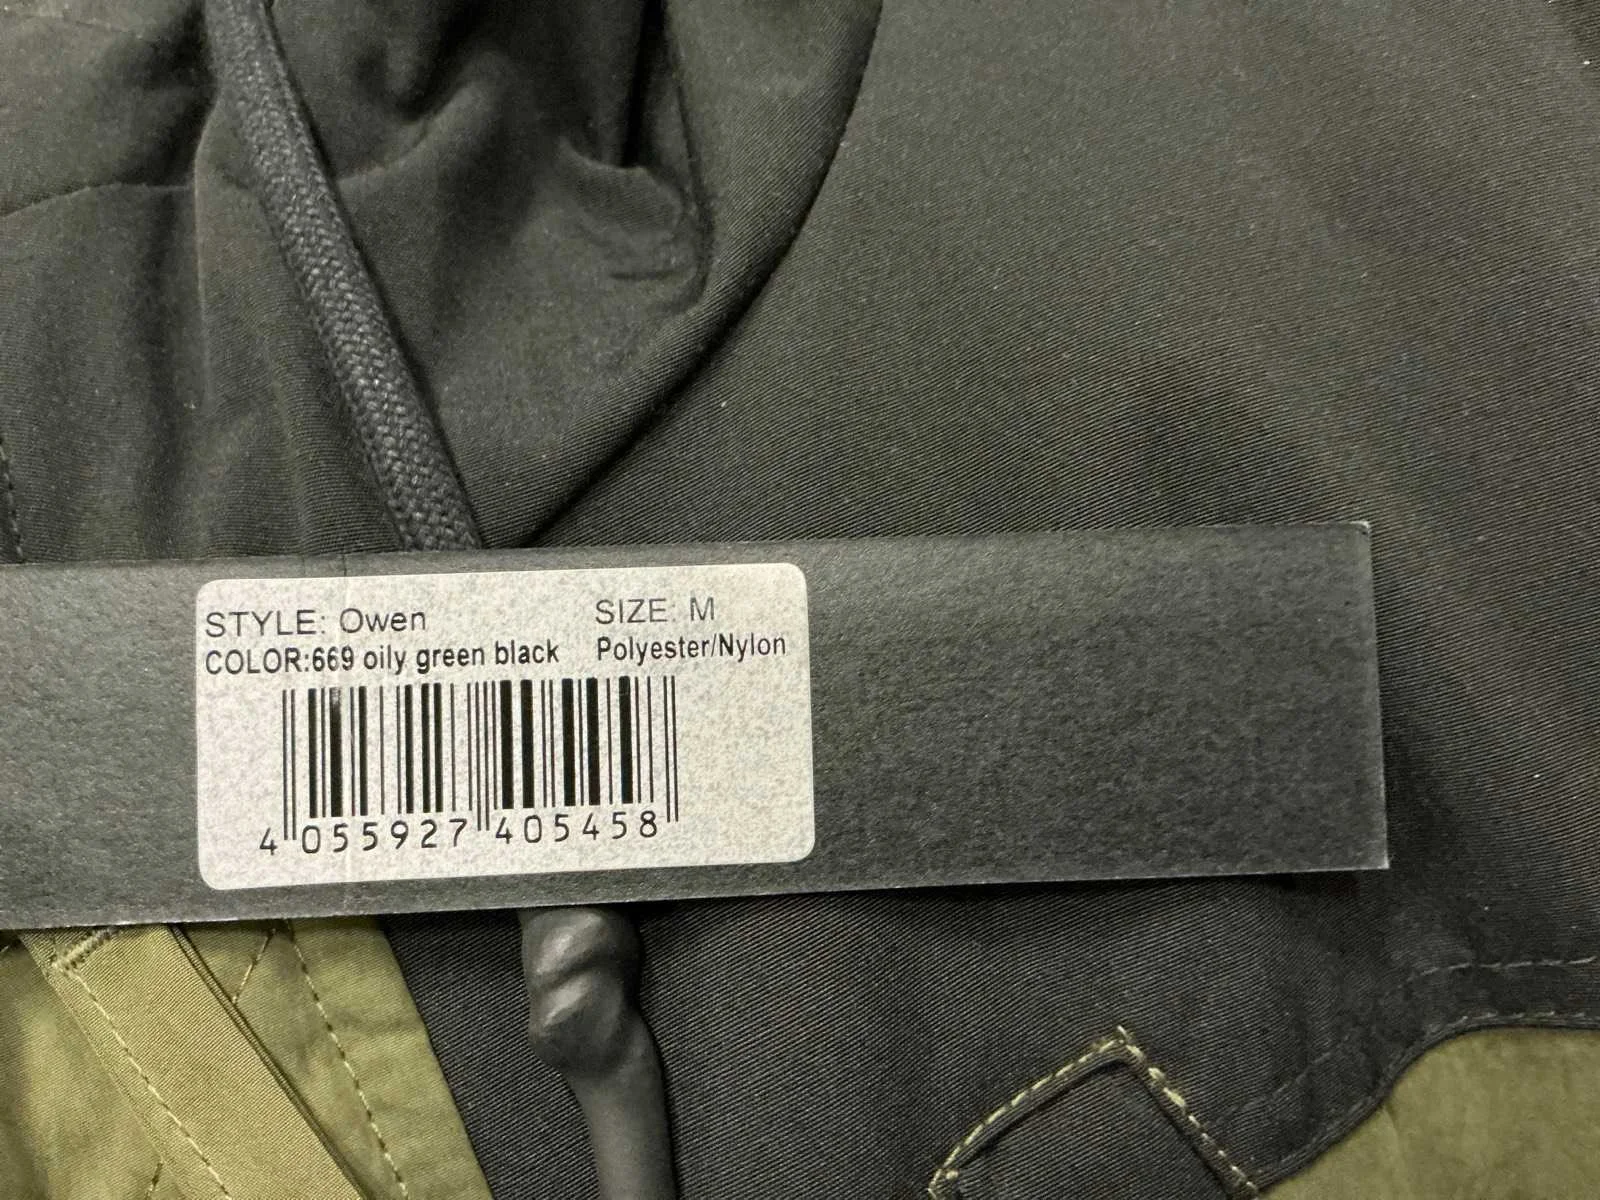 STYLE: Owen SIZE: M
COLOR:669 oily green black Polyester/Nylon
4 055927 405458